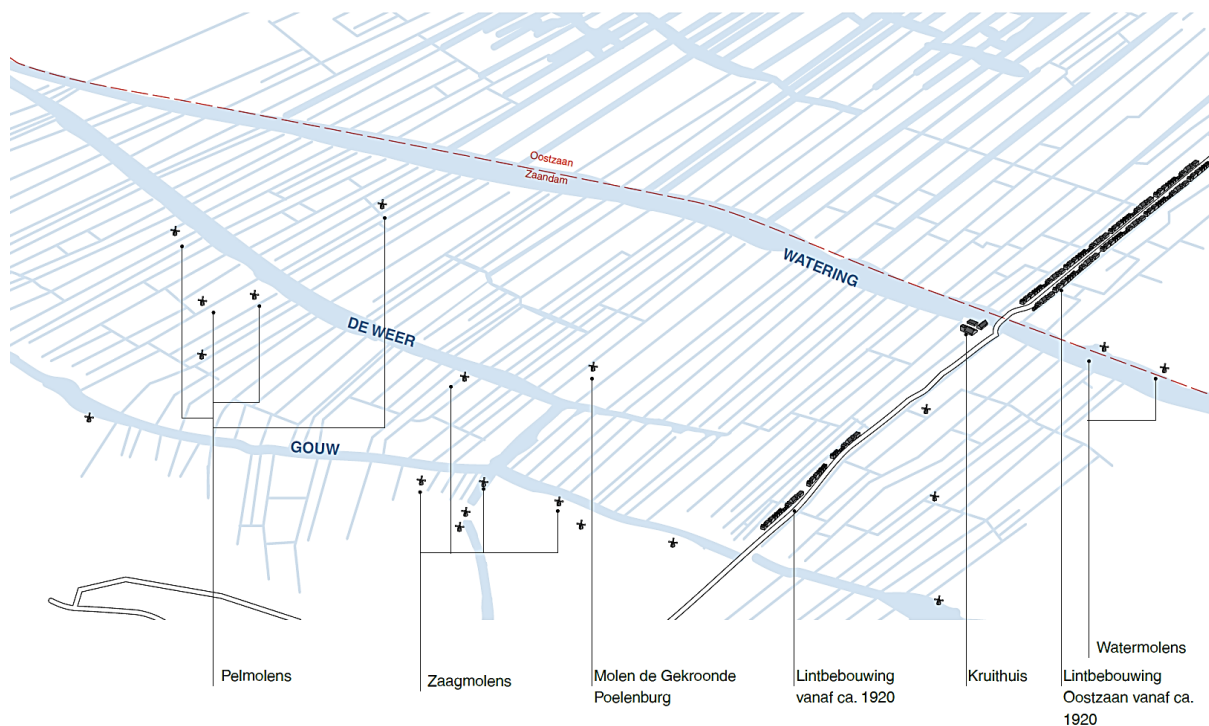 Oostzaan
Zaandam
WATERING
DE WEER
GOUW
Pelmolens
Zaagmolens
Molen de Gekroonde
Poelenburg
Lintbebouwing
vanaf ca. 1920
Kruithuis
Watermolens
Lintbebouwing
Oostzaan vanaf ca.
1920